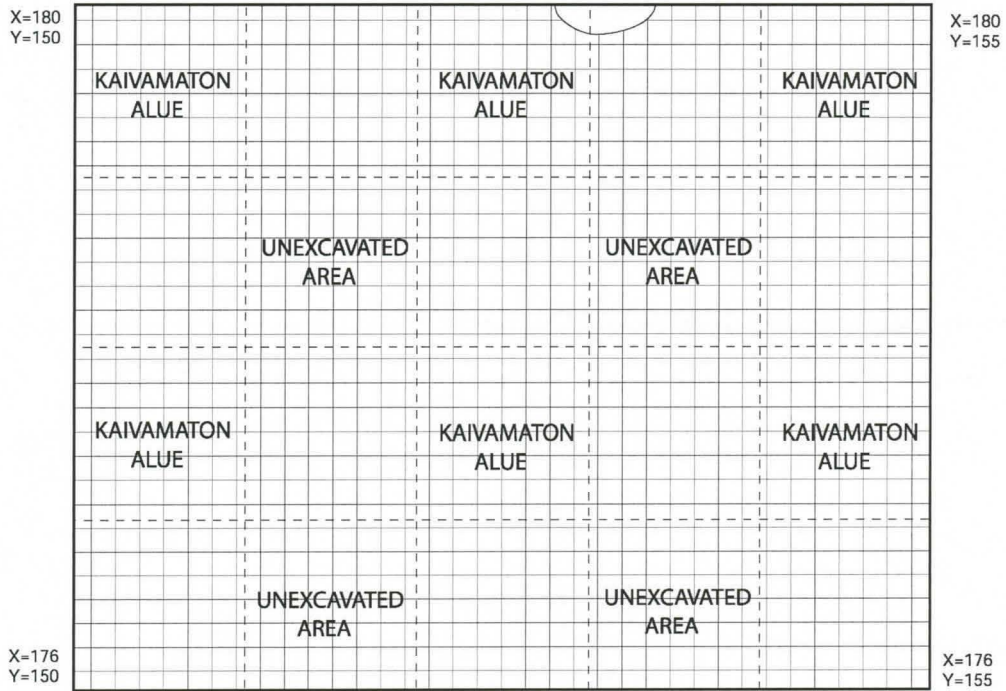 X=180
Y=150
X=180
Y=155
KAIVAMATON
ALUE
KAIVAMATON
ALUE
KAIVAMATON
ALUE
UNEXCAVATED
AREA
UNEXCAVATED
AREA
KAIVAMATON
ALUE
KAIVAMATON
ALUE
KAIVAMATON
ALUE
UNEXCAVATED
AREA
UNEXCAVATED
AREA
X=176
Y=150
X=176
Y=155